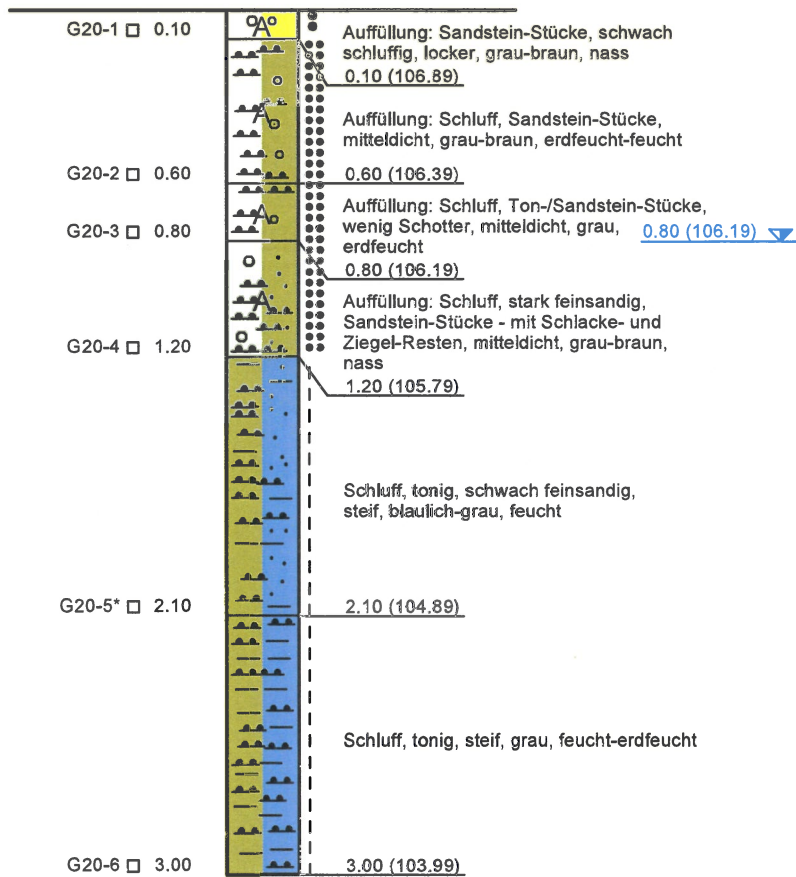 G20-1 0.10
A
Auffüllung: Sandstein-Stücke, schwach
schluffig, locker, grau-braun, nass
0.10 (106.89)
A
Auffüllung: Schluff, Sandstein-Stücke,
mitteldicht, grau-braun, erdfeucht-feucht
G20-2 0.60
0.60 (106.39)
A
Auffüllung: Schluff, Ton-/Sandstein-Stücke,
wenig Schotter, mitteldicht, grau,
erdfeucht
0.80 (106.19)
G20-3 0.80
0.80 (106.19)
A
Auffüllung: Schluff, stark feinsandig,
Sandstein-Stücke - mit Schlacke- und
Ziegel-Resten, mitteldicht, grau-braun,
nass
G20-4 1.20
1.20 (105.79)
Schluff, tonig, schwach feinsandig,
steif, blaulich-grau, feucht
G20-5* 2.10
2.10 (104.89)
Schluff, tonig, steif, grau, feucht-erdfeucht
G20-6 3.00
3.00 (103.99)